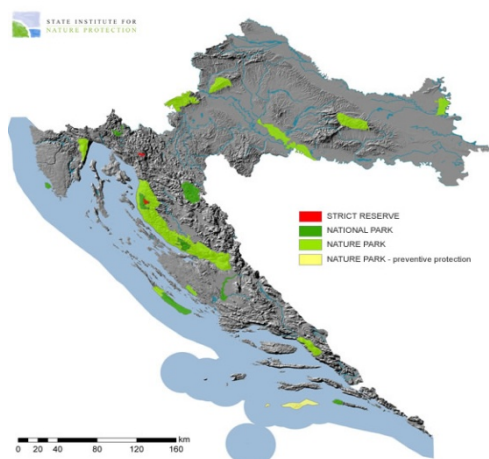 STATE INSTITUTE FOR
NATURE PROTECTION
STRICT RESERVE
NATIONAL PARK
NATURE PARK
NATURE PARK - preventive protection
km
0 20 40 80 120 160